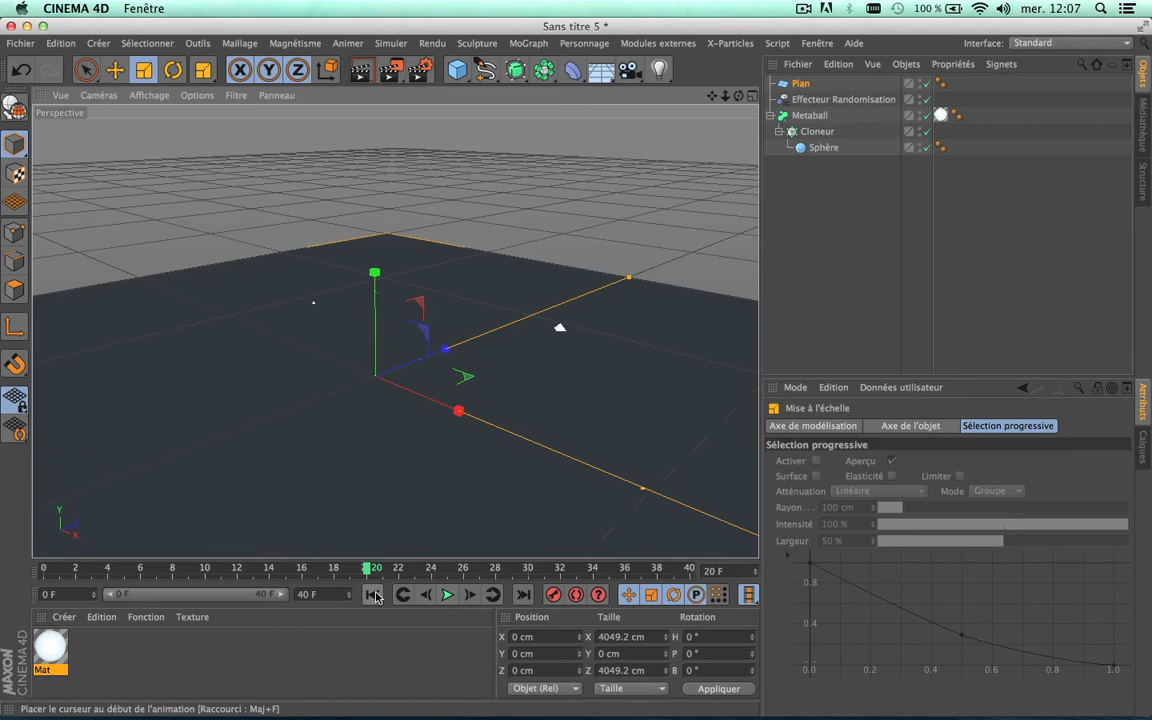 CINEMA 4D Fenêtre 100 % mer. 12:07
Sans titre 5 *
Fichier Edition Créer Sélectionner Outils Maillage Magnétisme Animer Simuler Rendu Sculpture MoGraph Personnage Modules externes X-Particles Script Fenêtre Aide Interface: Standard
X Y Z
Fichier Edition Vue Objets Propriétés Signets
Vue Caméras Affichage Options Filtre Panneau
Perspective
Plan
Effecteur Randomisation
Metaball
Cloneur
Sphère
Objets
Médiathèque
Structure
Y
Z
X
Mode Edition Données utilisateur
Mise à l'échelle
Axe de modélisation Axe de l'objet Sélection progressive
Sélection progressive
Activer Aperçu
Surface Elasticité Limiter
Atténuation Linéaire Mode Groupe
Rayon... 100 cm
Intensité 100 %
Largeur 50 %
0.8
0.4
0.0 0.2 0.4 0.6 0.8 1.0
Attributs
Calques
0 2 4 6 8 10 12 14 16 18 20 22 24 26 28 30 32 34 36 38 40 20 F
0 F 0 F 40 F 40 F
P
Créer Edition Fonction Texture
Mat
Position Taille Rotation
X 0 cm X 4049.2 cm H 0 °
Y 0 cm Y 0 cm P 0 °
Z 0 cm Z 4049.2 cm B 0 °
Objet (Rel) Taille Appliquer
MAXON
CINEMA 4D
Placer le curseur au début de l'animation [Raccourci : Maj+F]